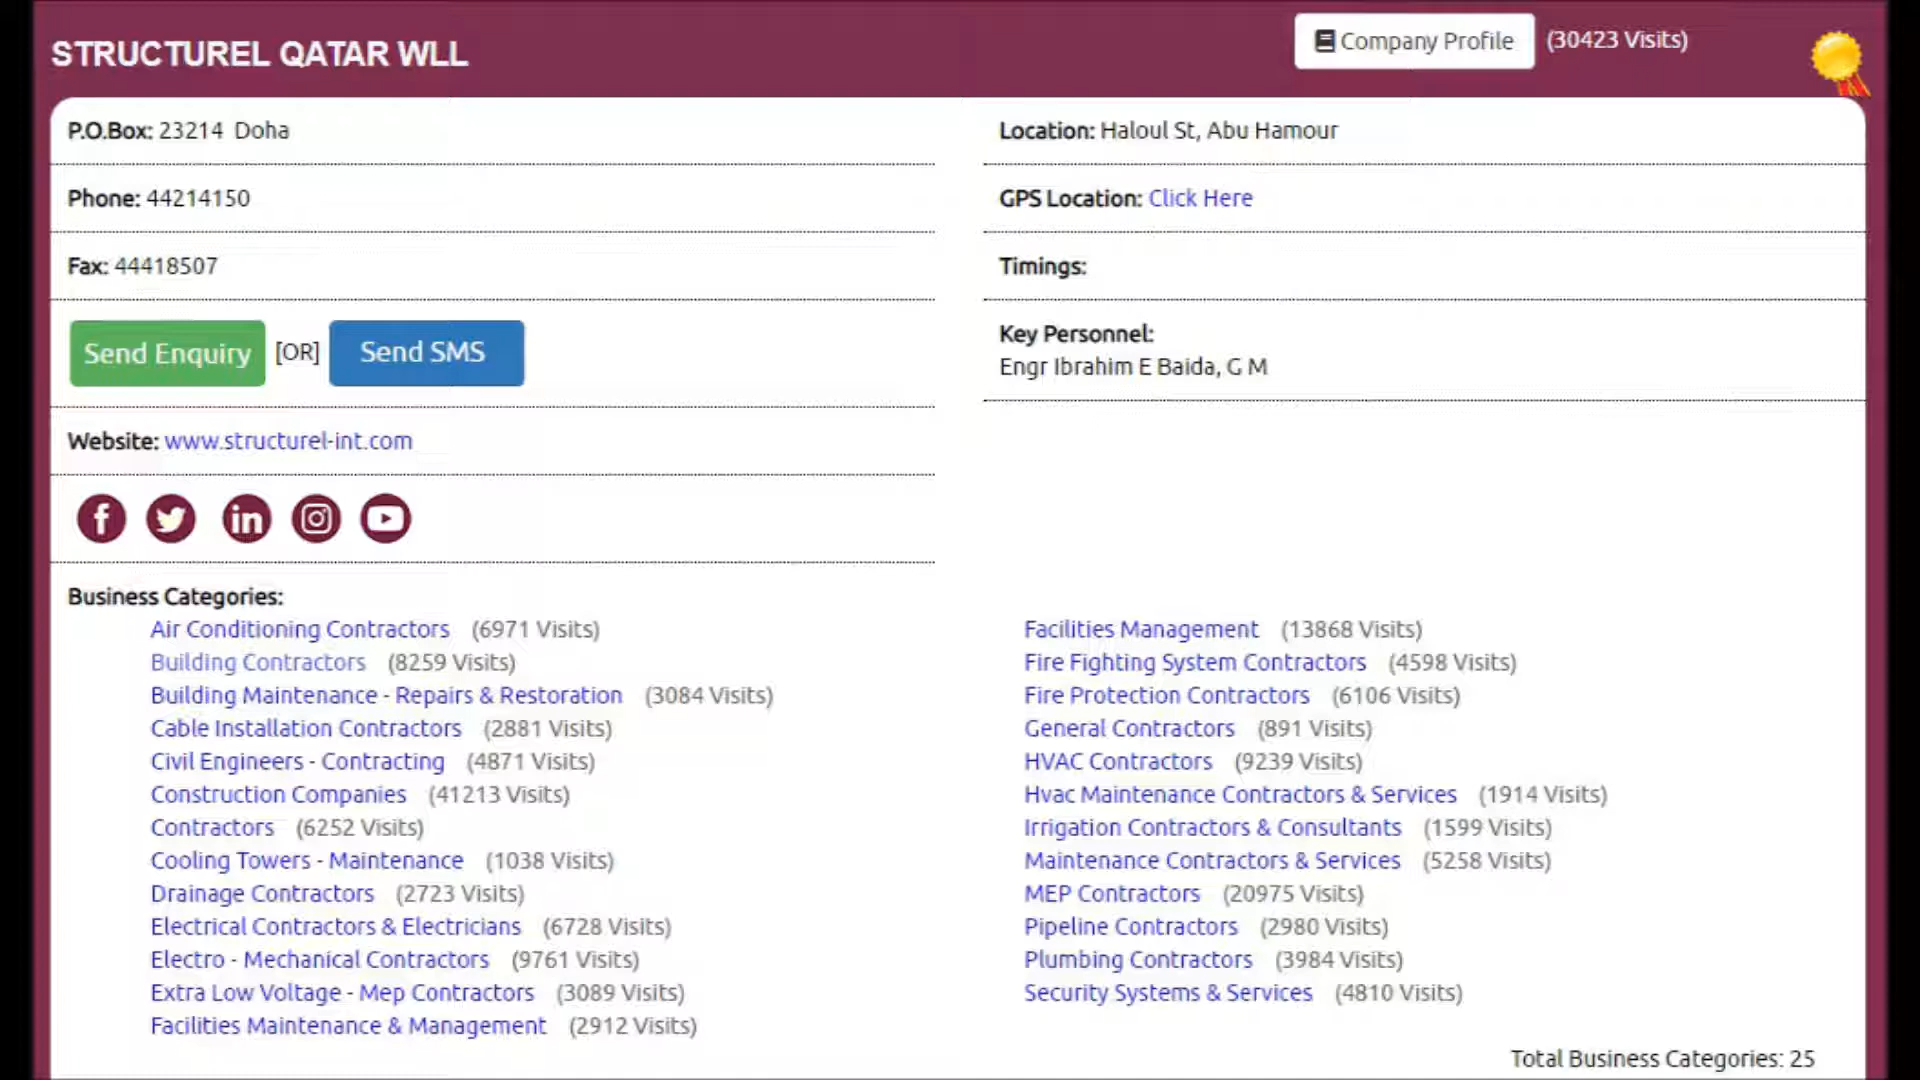 STRUCTUREL QATAR WLL
Company Profile (30423 Visits)
P.O.Box: 23214 Doha
Phone: 44214150
Fax: 44418507
Send Enquiry [OR] Send SMS
Website: www.structurel-int.com
Location: Haloul St, Abu Hamour
GPS Location: Click Here
Timings:
Key Personnel:
Engr Ibrahim E Baida, G M
Business Categories:
Air Conditioning Contractors (6971 Visits)
Building Contractors (8259 Visits)
Building Maintenance - Repairs & Restoration (3084 Visits)
Cable Installation Contractors (2881 Visits)
Civil Engineers - Contracting (4871 Visits)
Construction Companies (41213 Visits)
Contractors (6252 Visits)
Cooling Towers - Maintenance (1038 Visits)
Drainage Contractors (2723 Visits)
Electrical Contractors & Electricians (6728 Visits)
Electro - Mechanical Contractors (9761 Visits)
Extra Low Voltage - Mep Contractors (3089 Visits)
Facilities Maintenance & Management (2912 Visits)
Facilities Management (13868 Visits)
Fire Fighting System Contractors (4598 Visits)
Fire Protection Contractors (6106 Visits)
General Contractors (891 Visits)
HVAC Contractors (9239 Visits)
Hvac Maintenance Contractors & Services (1914 Visits)
Irrigation Contractors & Consultants (1599 Visits)
Maintenance Contractors & Services (5258 Visits)
MEP Contractors (20975 Visits)
Pipeline Contractors (2980 Visits)
Plumbing Contractors (3984 Visits)
Security Systems & Services (4810 Visits)
Total Business Categories: 25